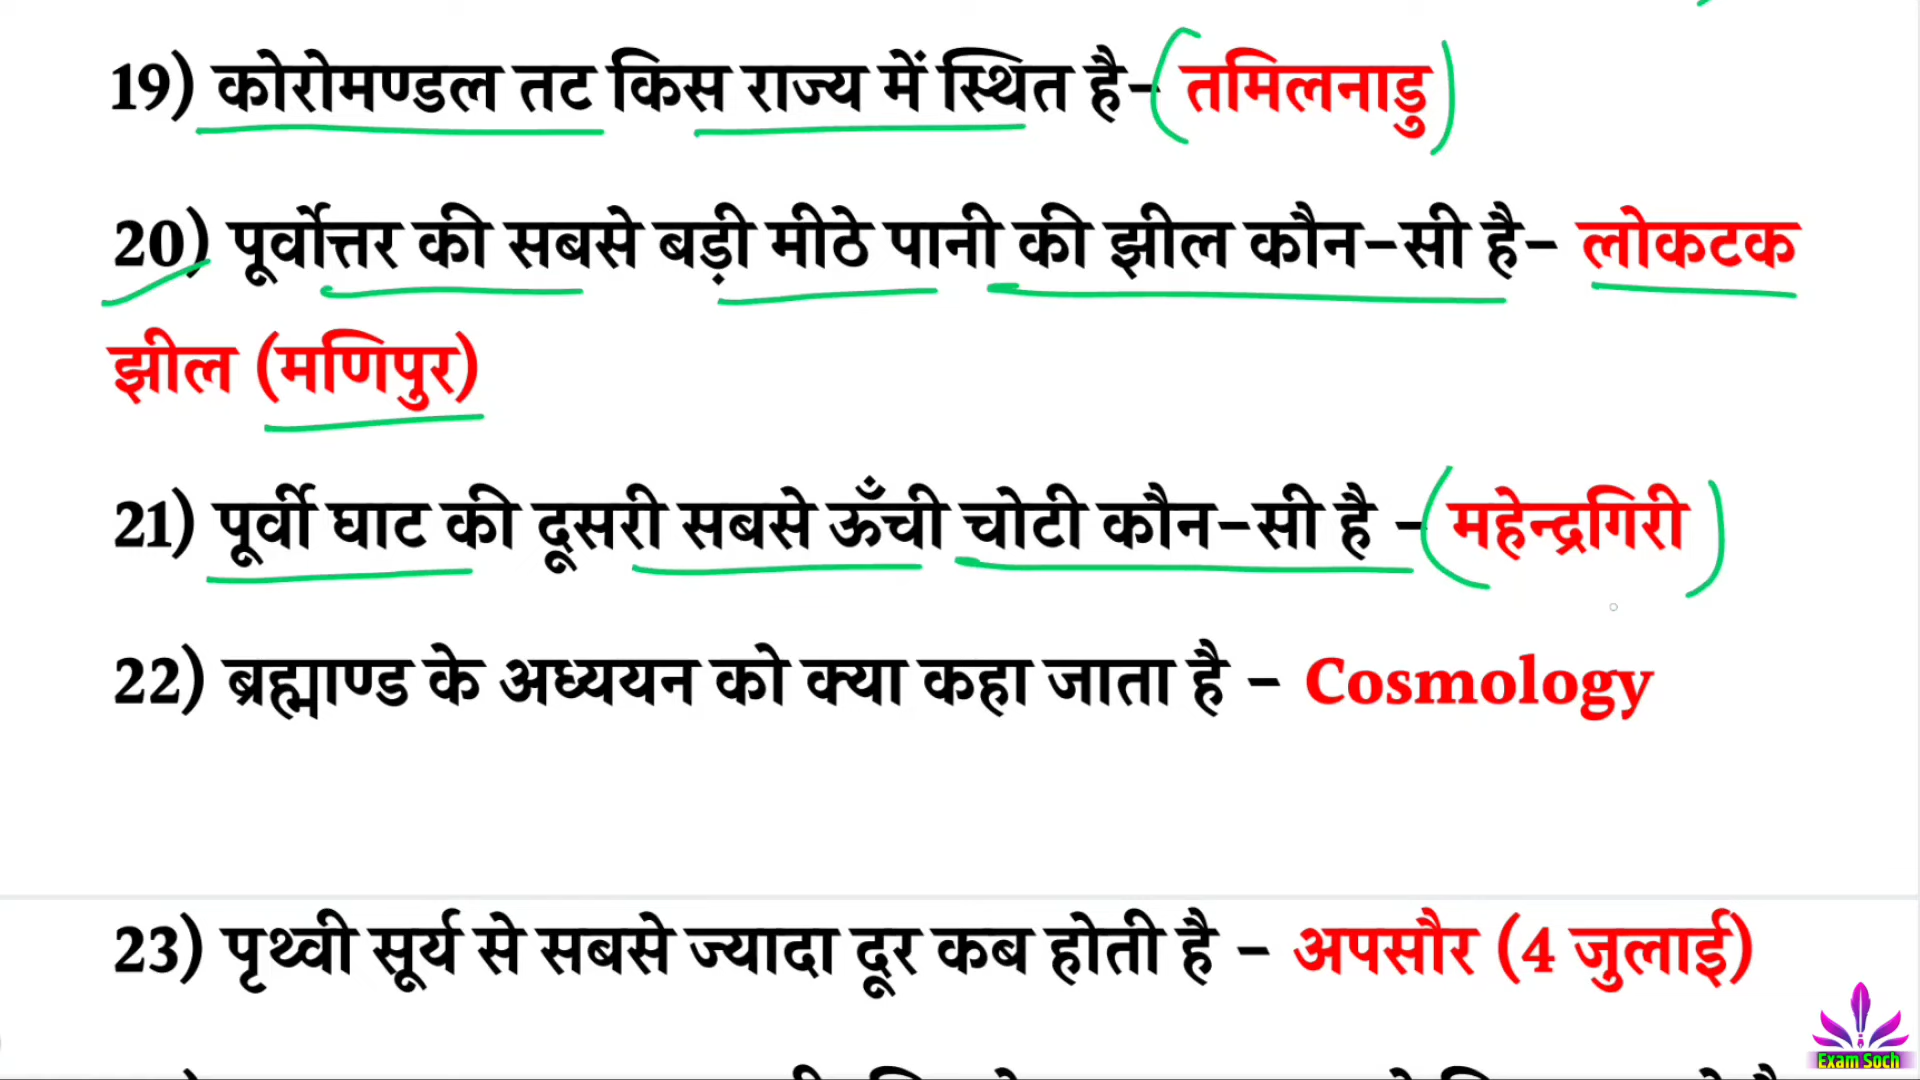 19) कोरोमण्डल तट किस राज्य में स्थित है- तमिलनाडु
20) पूर्वोत्तर की सबसे बड़ी मीठे पानी की झील कौन-सी है- लोकटक
झील (मणिपुर)
21) पूर्वी घाट की दूसरी सबसे ऊँची चोटी कौन-सी है - महेन्द्रगिरी
22) ब्रह्माण्ड के अध्ययन को क्या कहा जाता है - Cosmology
23) पृथ्वी सूर्य से सबसे ज्यादा दूर कब होती है - अपसौर (4 जुलाई)
Exam Soch